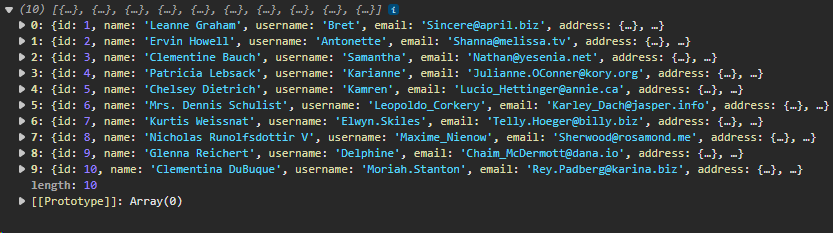 (10) [{…}, {…}, {…}, {…}, {…}, {…}, {…}, {…}, {…}, {…}] i
0: {id: 1, name: 'Leanne Graham', username: 'Bret', email: 'Sincere@april.biz', address: {…}, …}
1: {id: 2, name: 'Ervin Howell', username: 'Antonette', email: 'Shanna@melissa.tv', address: {…}, …}
2: {id: 3, name: 'Clementine Bauch', username: 'Samantha', email: 'Nathan@yesenia.net', address: {…}, …}
3: {id: 4, name: 'Patricia Lebsack', username: 'Karianne', email: 'Julianne.OConner@kory.org', address: {…}, …}
4: {id: 5, name: 'Chelsey Dietrich', username: 'Kamren', email: 'Lucio_Hettinger@annie.ca', address: {…}, …}
5: {id: 6, name: 'Mrs. Dennis Schulist', username: 'Leopoldo_Corkery', email: 'Karley_Dach@jasper.info', address: {…}, …}
6: {id: 7, name: 'Kurtis Weissnat', username: 'Elwyn.Skiles', email: 'Telly.Hoeger@billy.biz', address: {…}, …}
7: {id: 8, name: 'Nicholas Runolfsdottir V', username: 'Maxime_Nienow', email: 'Sherwood@rosamond.me', address: {…}, …}
8: {id: 9, name: 'Glenna Reichert', username: 'Delphine', email: 'Chaim_McDermott@dana.io', address: {…}, …}
9: {id: 10, name: 'Clementina DuBuque', username: 'Moriah.Stanton', email: 'Rey.Padberg@karina.biz', address: {…}, …}
length: 10
[[Prototype]]: Array(0)